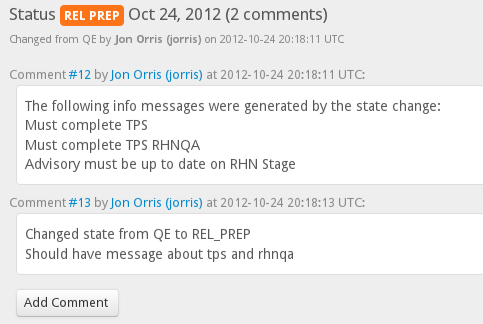 Status REL PREP Oct 24, 2012 (2 comments)
Changed from QE by Jon Orris (jorris) on 2012-10-24 20:18:11 UTC
Comment #12 by Jon Orris (jorris) at 2012-10-24 20:18:11 UTC:
The following info messages were generated by the state change:
Must complete TPS
Must complete TPS RHNQA
Advisory must be up to date on RHN Stage
Comment #13 by Jon Orris (jorris) at 2012-10-24 20:18:13 UTC:
Changed state from QE to REL_PREP
Should have message about tps and rhnqa
Add Comment